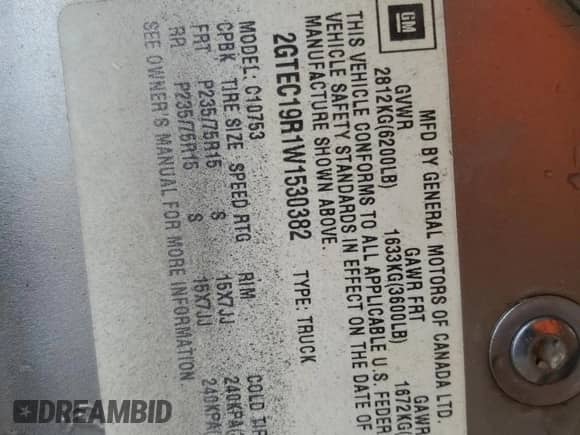 GM
MFD BY GENERAL MOTORS OF CANADA LTD.
GVWR GAWR FRT GAWR
2812KG(6200LB) 1633KG(3600LB) 1672KG(
THIS VEHICLE CONFORMS TO ALL APPLICABLE U.S. FEDER
VEHICLE SAFETY STANDARDS IN EFFECT ON THE DATE OF
MANUFACTURE SHOWN ABOVE.
2GTEC19R1W1530382 TYPE: TRUCK
MODEL: C10753
CPBK TIRE SIZE SPEED RTG RIM COLD TIR
FRT P235/75R15 S 15X7JJ 240KPA(
RR P235/75R15 S 15X7JJ 240KPA(
SEE OWNER'S MANUAL FOR MORE INFORMATION
DREAMBID